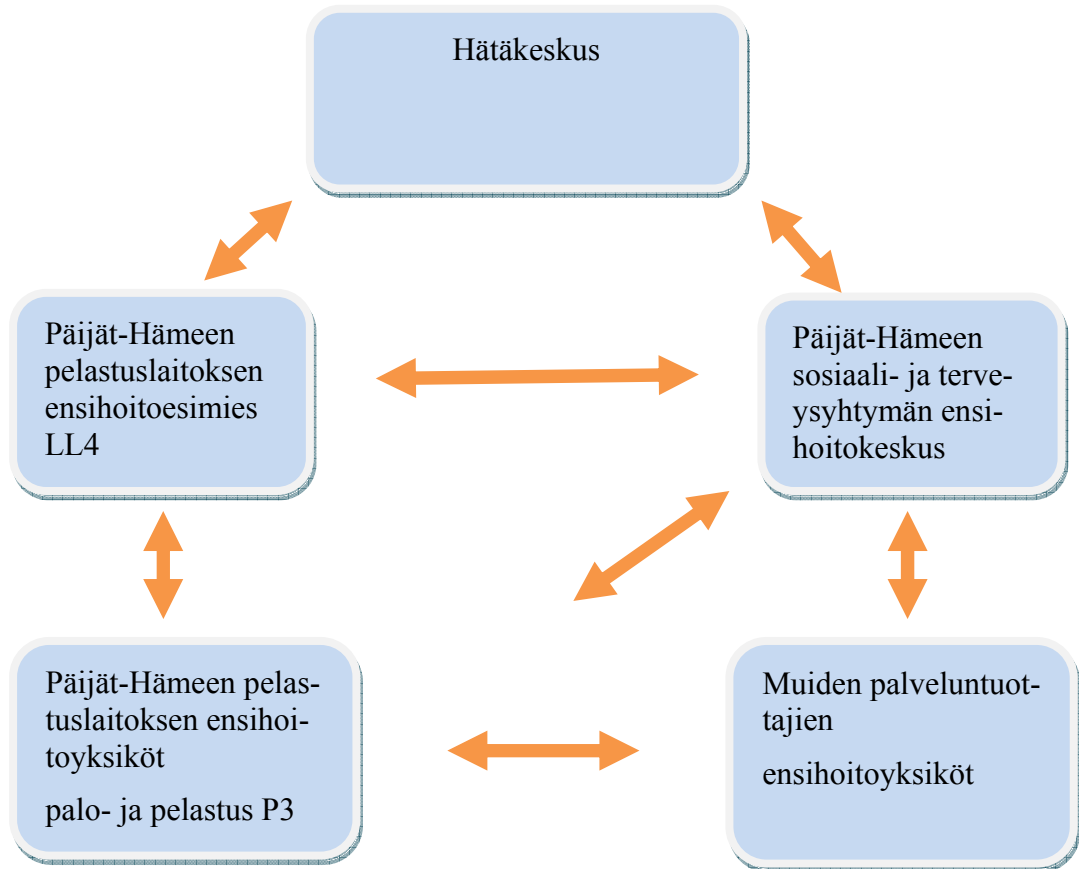 Hätäkeskus
Päijät-Hämeen
pelastuslaitoksen
ensihoitoesimies
LL4
Päijät-Hämeen
sosiaali- ja terve-
ysyhtymän ensi-
hoitokeskus
Päijät-Hämeen pelas-
tuslaitoksen ensihoi-
toyksiköt
palo- ja pelastus P3
Muiden palveluntuot-
tajien
ensihoitoyksiköt